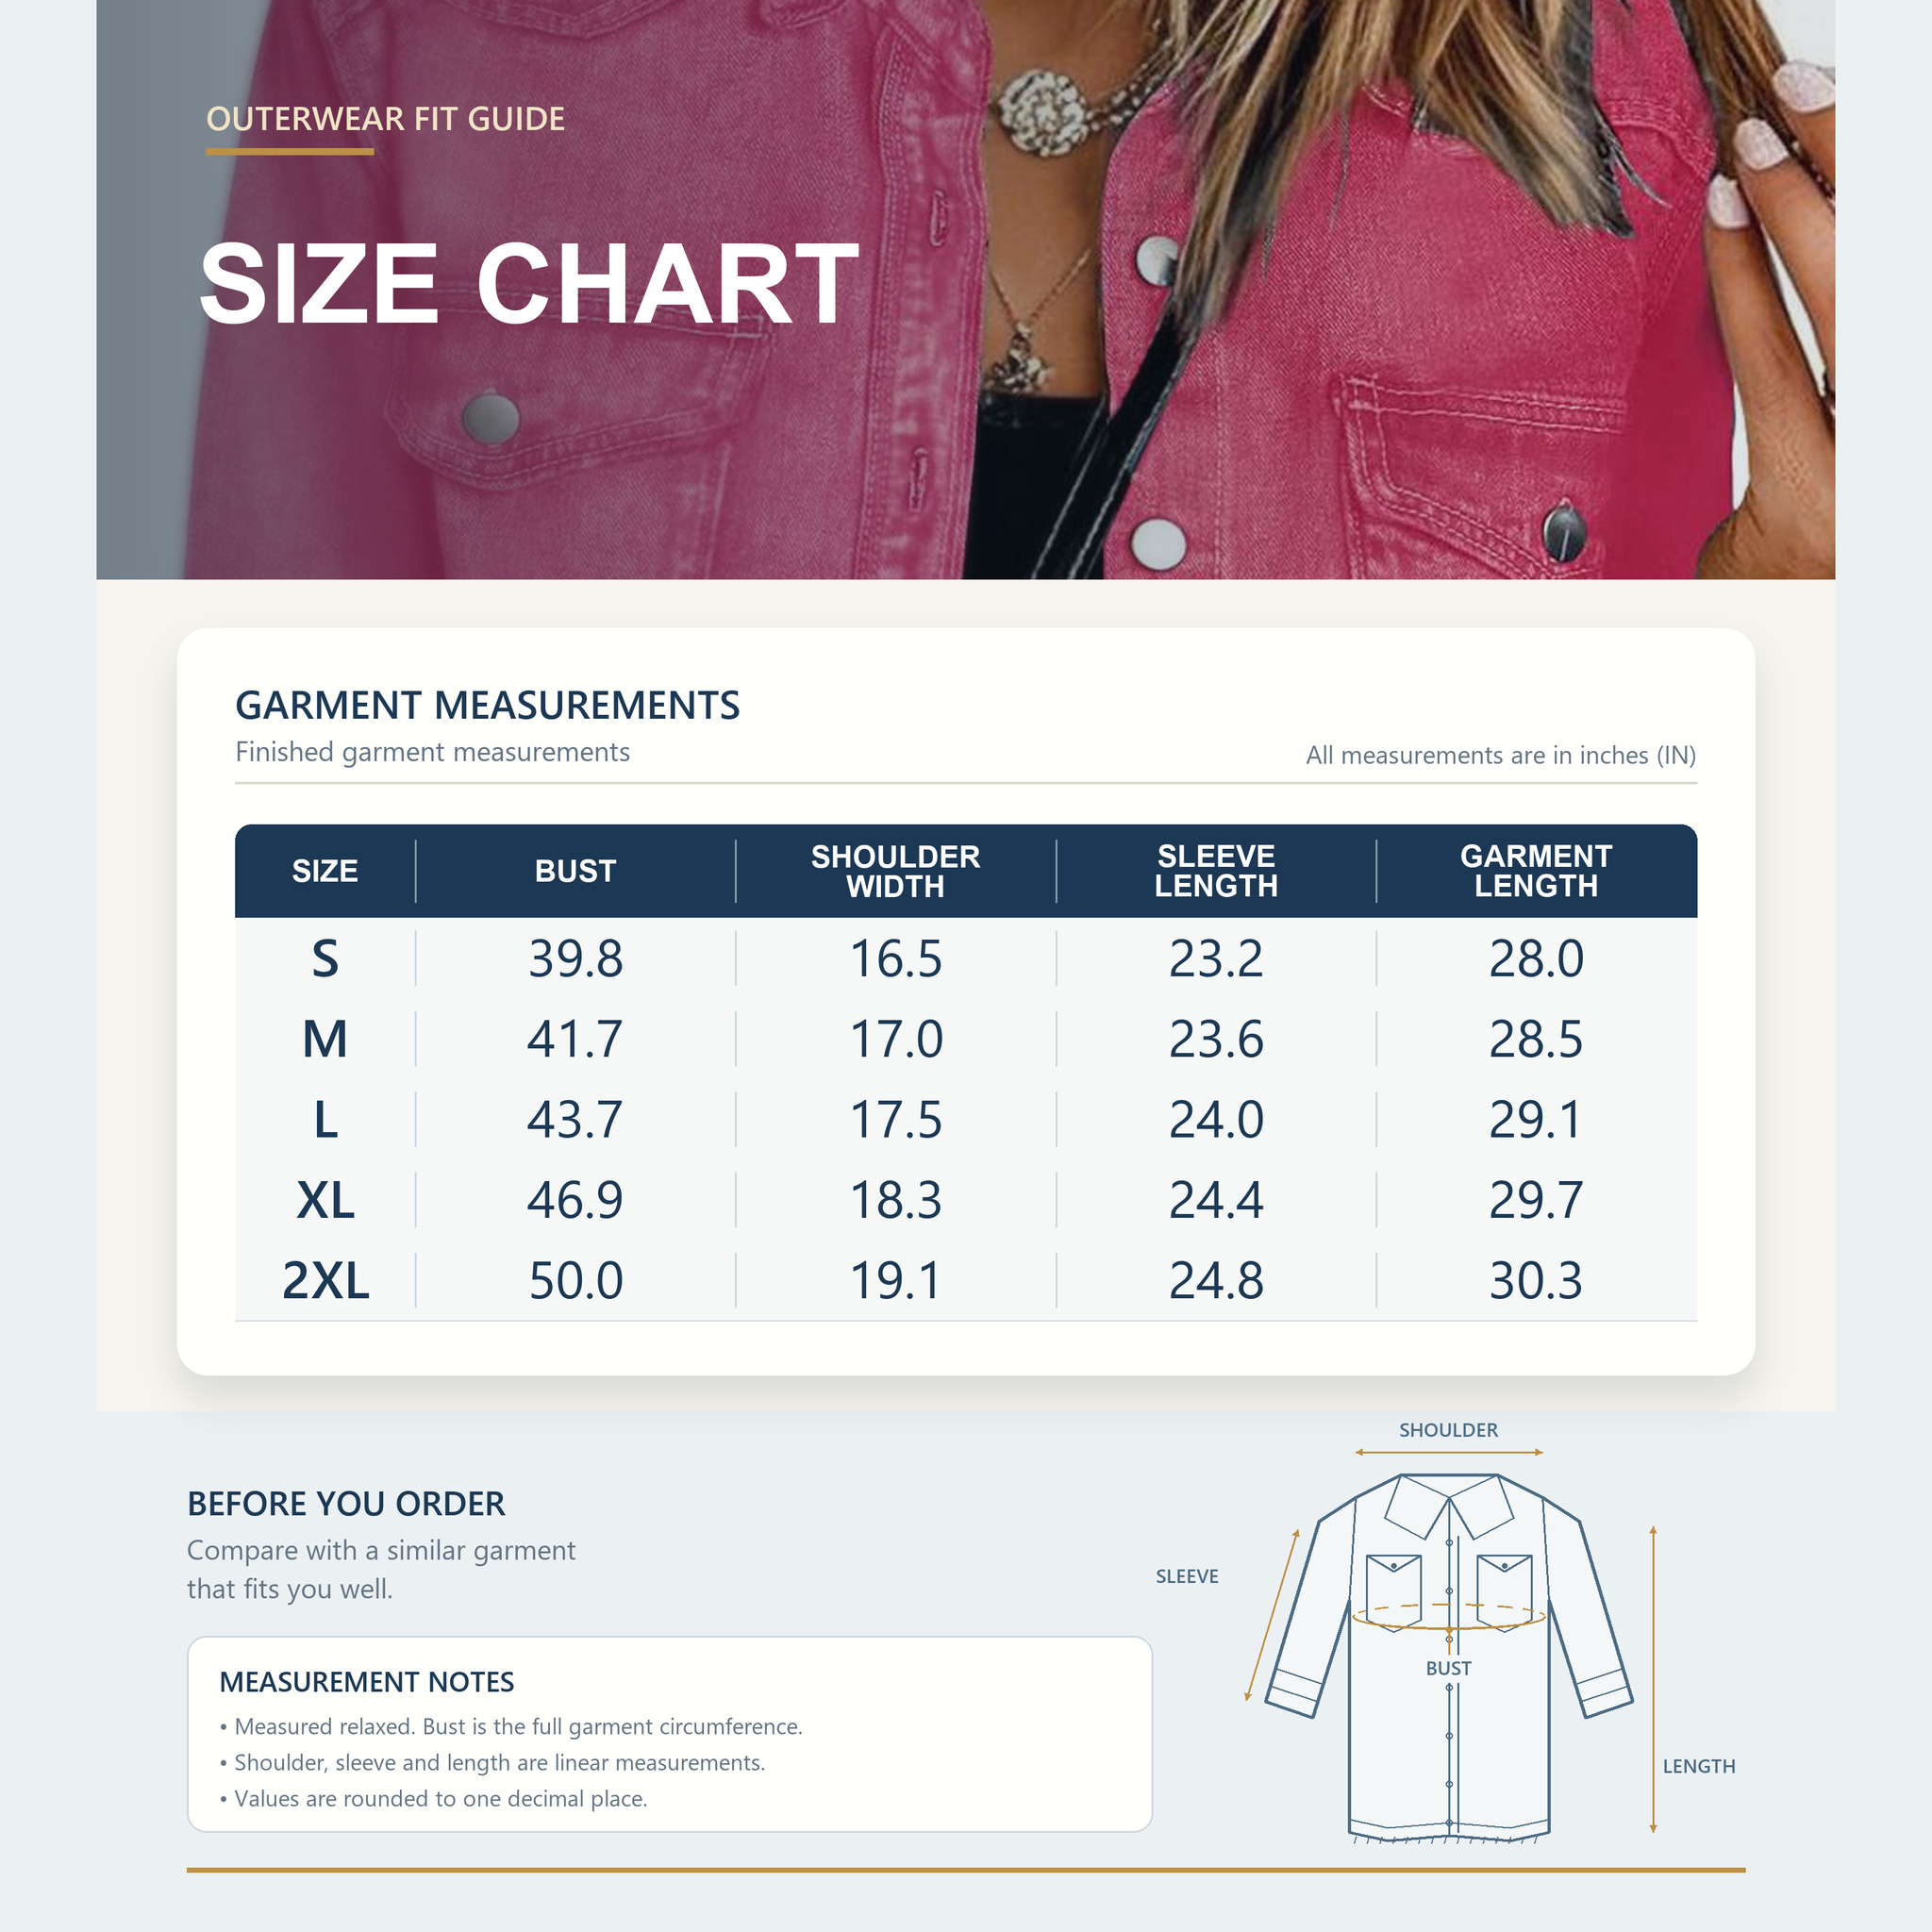 OUTERWEAR FIT GUIDE
SIZE CHART
GARMENT MEASUREMENTS
Finished garment measurements
All measurements are in inches (IN)
SIZE BUST SHOULDER WIDTH SLEEVE LENGTH GARMENT LENGTH
S 39.8 16.5 23.2 28.0
M 41.7 17.0 23.6 28.5
L 43.7 17.5 24.0 29.1
XL 46.9 18.3 24.4 29.7
2XL 50.0 19.1 24.8 30.3
BEFORE YOU ORDER
Compare with a similar garment
that fits you well.
MEASUREMENT NOTES
• Measured relaxed. Bust is the full garment circumference.
• Shoulder, sleeve and length are linear measurements.
• Values are rounded to one decimal place.
SHOULDER
SLEEVE
BUST
LENGTH